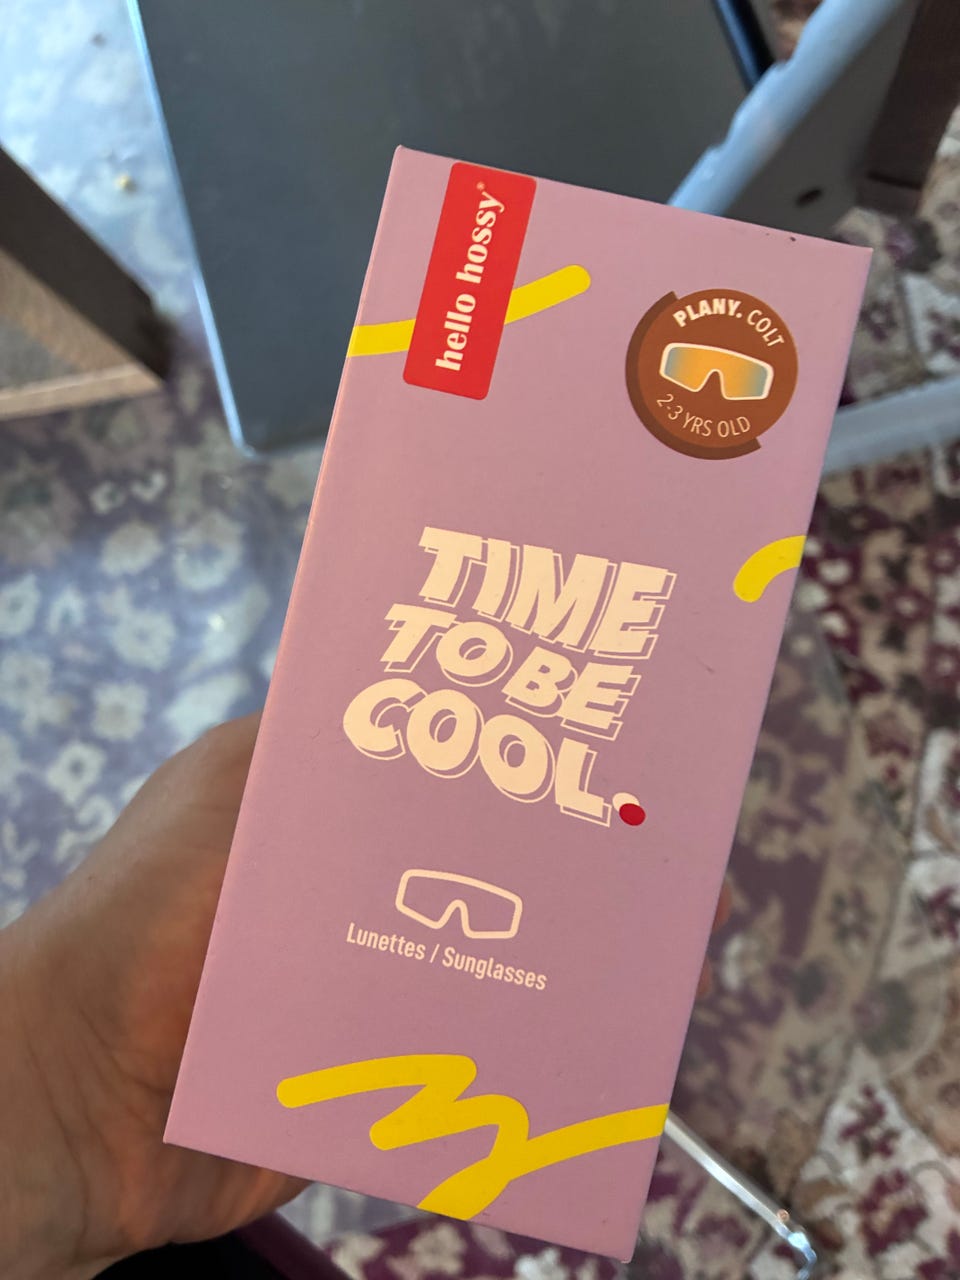 hello hossy®
PLANY. COLT
2-3 YRS OLD
TIME
TO BE
COOL.
Lunettes / Sunglasses